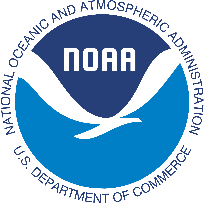 NATIONAL OCEANIC AND ATMOSPHERIC ADMINISTRATION
NOAA
U.S. DEPARTMENT OF COMMERCE